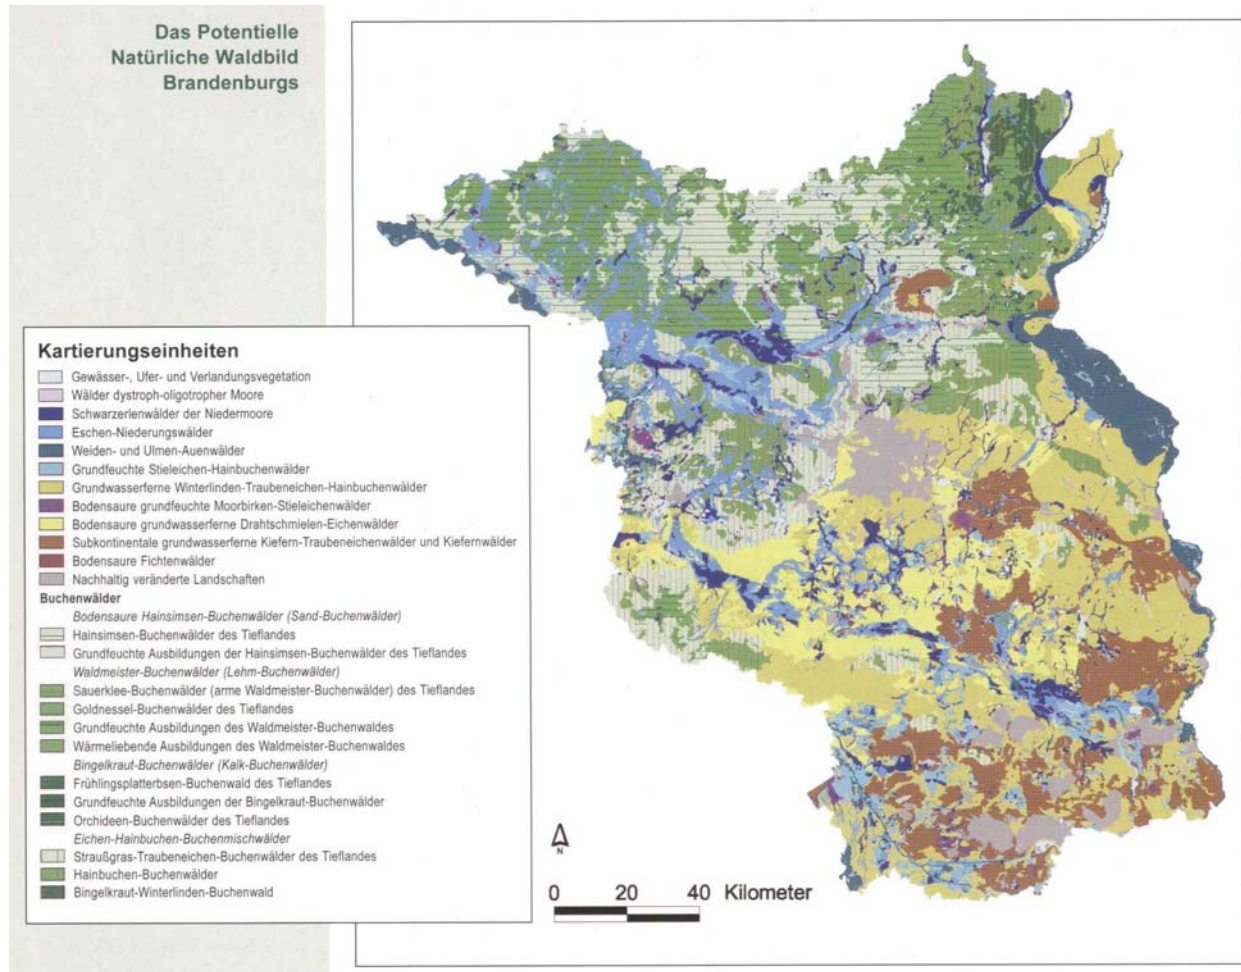 Das Potentielle
Natürliche Waldbild
Brandenburgs
Kartierungseinheiten
Gewässer-, Ufer- und Verlandungsvegetation
Wälder dystroph-oligotropher Moore
Schwarzerlenwälder der Niedermoore
Eschen-Niederungswälder
Weiden- und Ulmen-Auenwälder
Grundfeuchte Stieleichen-Hainbuchenwälder
Grundwasserferne Winterlinden-Traubeneichen-Hainbuchenwälder
Bodensaure grundfeuchte Moorbirken-Stieleichenwälder
Bodensaure grundwasserferne Drahtschmielen-Eichenwälder
Subkontinentale grundwasserferne Kiefern-Traubeneichenwälder und Kiefernwälder
Bodensaure Fichtenwälder
Nachhaltig veränderte Landschaften
Buchenwälder
Bodensaure Hainsimsen-Buchenwälder (Sand-Buchenwälder)
Hainsimsen-Buchenwälder des Tieflandes
Grundfeuchte Ausbildungen der Hainsimsen-Buchenwälder des Tieflandes
Waldmeister-Buchenwälder (Lehm-Buchenwälder)
Sauerklee-Buchenwälder (arme Waldmeister-Buchenwälder) des Tieflandes
Goldnessel-Buchenwälder des Tieflandes
Grundfeuchte Ausbildungen des Waldmeister-Buchenwaldes
Wärmeliebende Ausbildungen des Waldmeister-Buchenwaldes
Bingelkraut-Buchenwälder (Kalk-Buchenwälder)
Frühlingsplatterbsen-Buchenwald des Tieflandes
Grundfeuchte Ausbildungen der Bingelkraut-Buchenwälder
Orchideen-Buchenwälder des Tieflandes
Eichen-Hainbuchen-Buchenmischwälder
Straußgras-Traubeneichen-Buchenwälder des Tieflandes
Hainbuchen-Buchenwälder
Bingelkraut-Winterlinden-Buchenwald
N
0 20 40 Kilometer